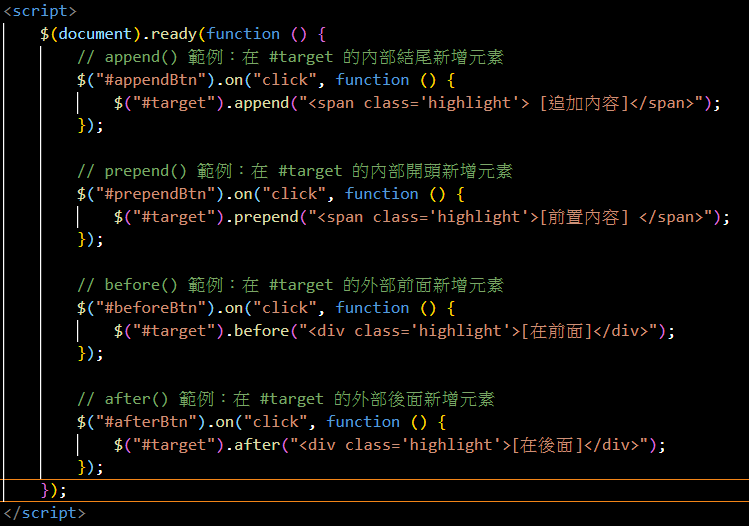 <script>
$(document).ready(function () {
// append() 範例：在 #target 的內部結尾新增元素
$("#appendBtn").on("click", function () {
$("#target").append("<span class='highlight'> [追加內容]</span>");
});
// prepend() 範例：在 #target 的內部開頭新增元素
$("#prependBtn").on("click", function () {
$("#target").prepend("<span class='highlight'>[前置內容] </span>");
});
// before() 範例：在 #target 的外部前面新增元素
$("#beforeBtn").on("click", function () {
$("#target").before("<div class='highlight'>[在前面]</div>");
});
// after() 範例：在 #target 的外部後面新增元素
$("#afterBtn").on("click", function () {
$("#target").after("<div class='highlight'>[在後面]</div>");
});
});
</script>